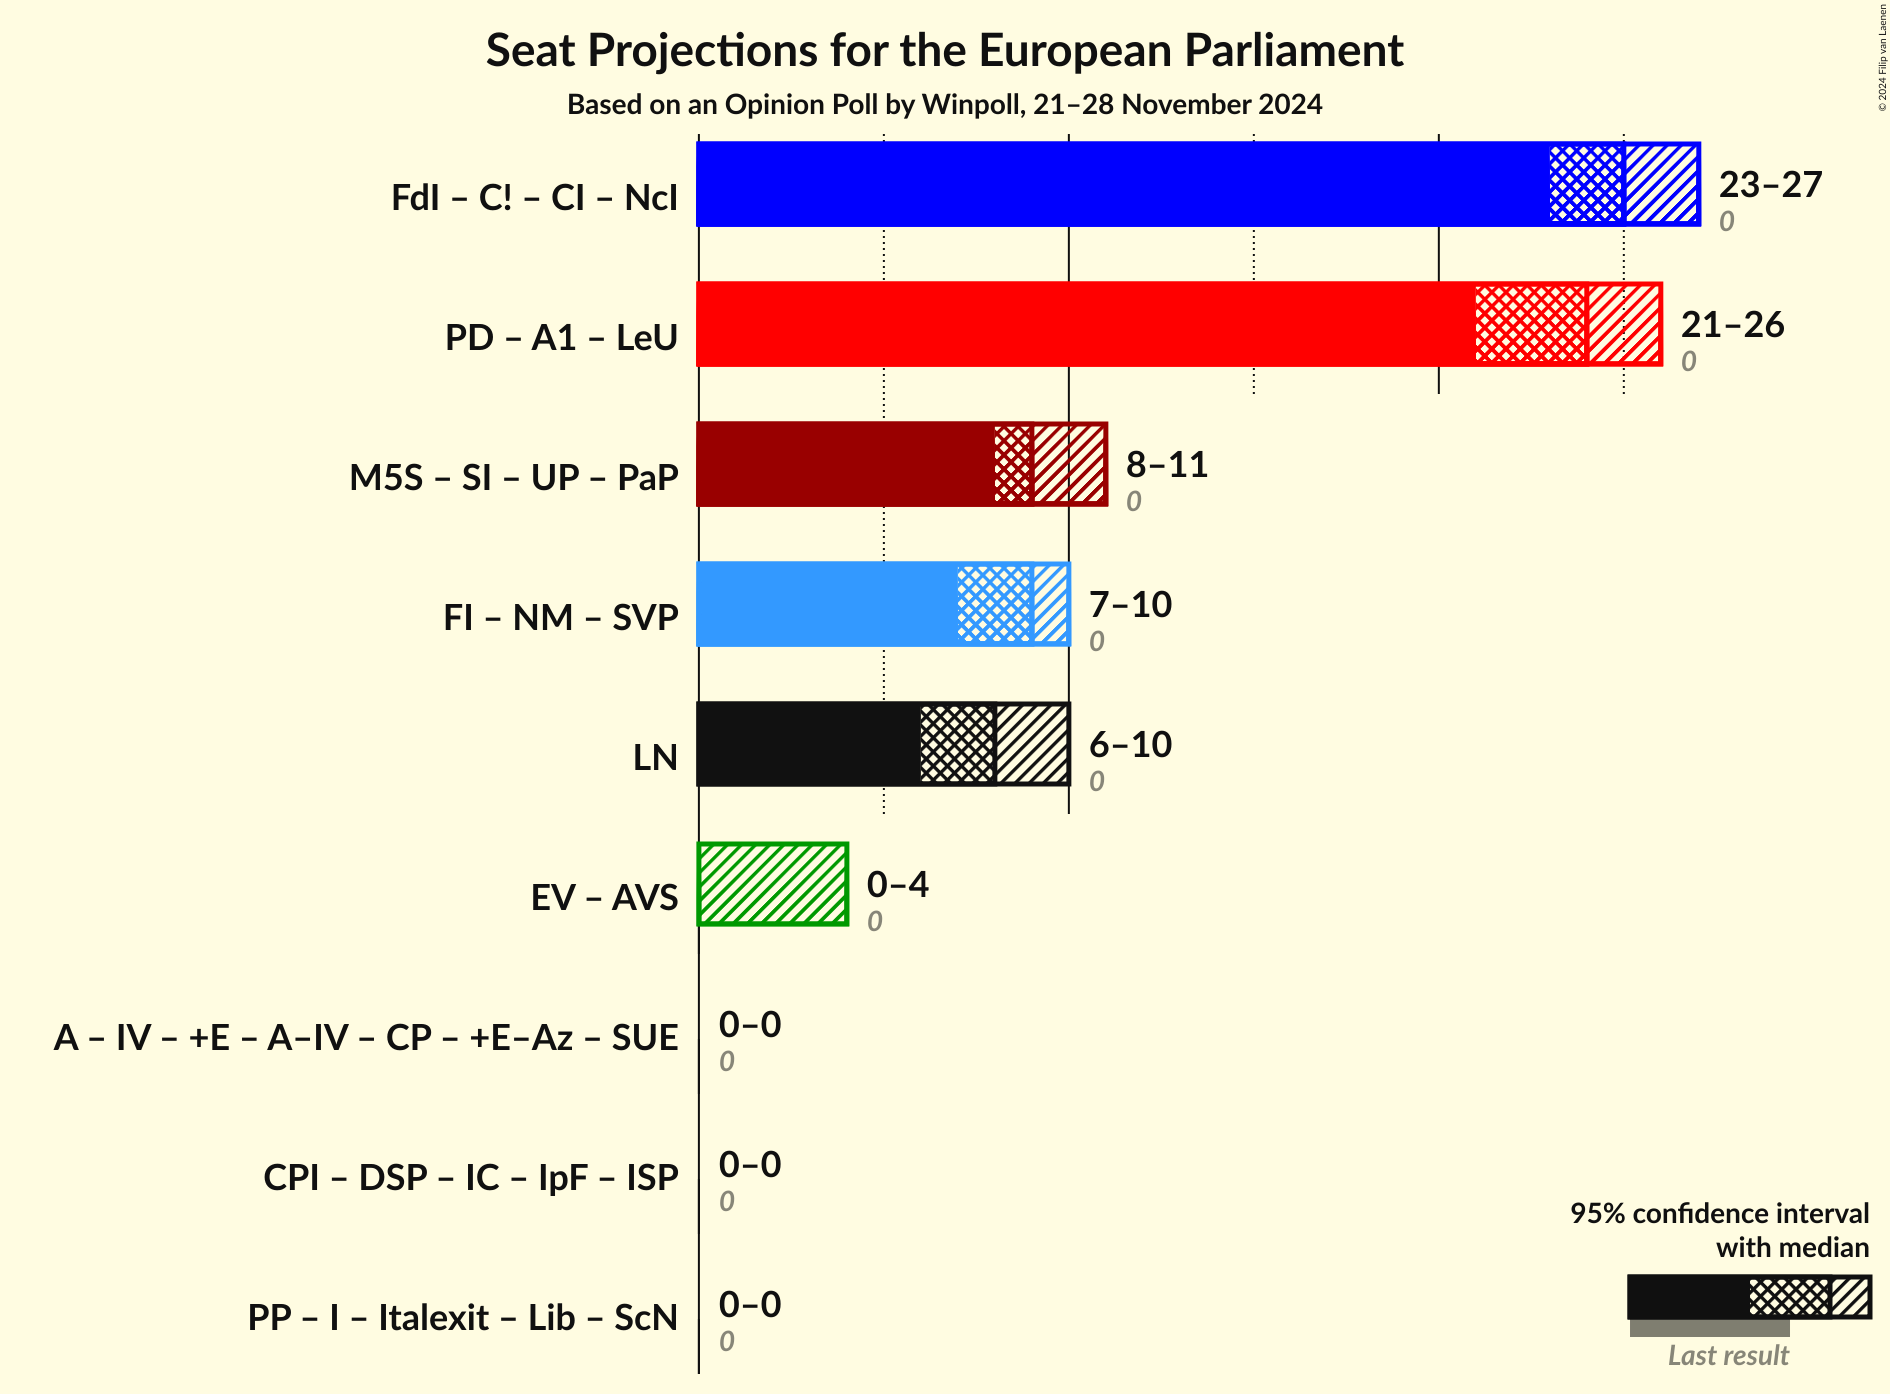 Seat Projections for the European Parliament
Based on an Opinion Poll by Winpoll, 21–28 November 2024
© 2024 Filip van Laenen
FdI – C! – CI – NcI
23–27
0
PD – A1 – LeU
21–26
0
M5S – SI – UP – PaP
8–11
0
FI – NM – SVP
7–10
0
LN
6–10
0
EV – AVS
0–4
0
A – IV – +E – A–IV – CP – +E–Az – SUE
0–0
0
CPI – DSP – IC – IpF – ISP
0–0
0
PP – I – Italexit – Lib – ScN
0–0
0
95% confidence interval
with median
Last result